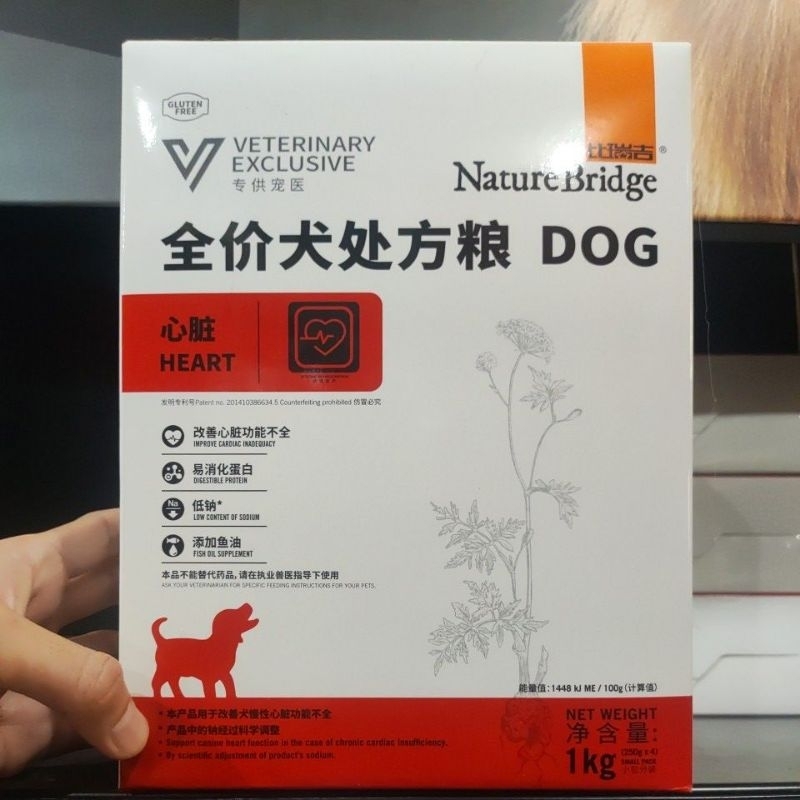 GLUTEN
FREE
VETERINARY
EXCLUSIVE
专供宠医
比瑞吉®
NatureBridge
全价犬处方粮 DOG
心脏
HEART
发明专利号Patent no. 201410386634.5 Counterfeiting prohibited 仿冒必究
改善心脏功能不全
IMPROVE CARDIAC INADEQUACY
易消化蛋白
DIGESTIBLE PROTEIN
Na
低钠*
LOW CONTENT OF SODIUM
添加鱼油
FISH OIL SUPPLEMENT
本品不能替代药品,请在执业兽医指导下使用
ASK YOUR VETERINARIAN FOR SPECIFIC FEEDING INSTRUCTIONS FOR YOUR PETS.
能量值:1448 kJ ME / 100g(计算值)
• 本产品用于改善犬慢性心脏功能不全
• 产品中的钠经过科学调整
• Support canine heart function in the case of chronic cardiac insufficiency.
• By scientific adjustment of product's sodium.
NET WEIGHT
净含量:
1kg
(250g x 4)
SMALL PACK
小包分装